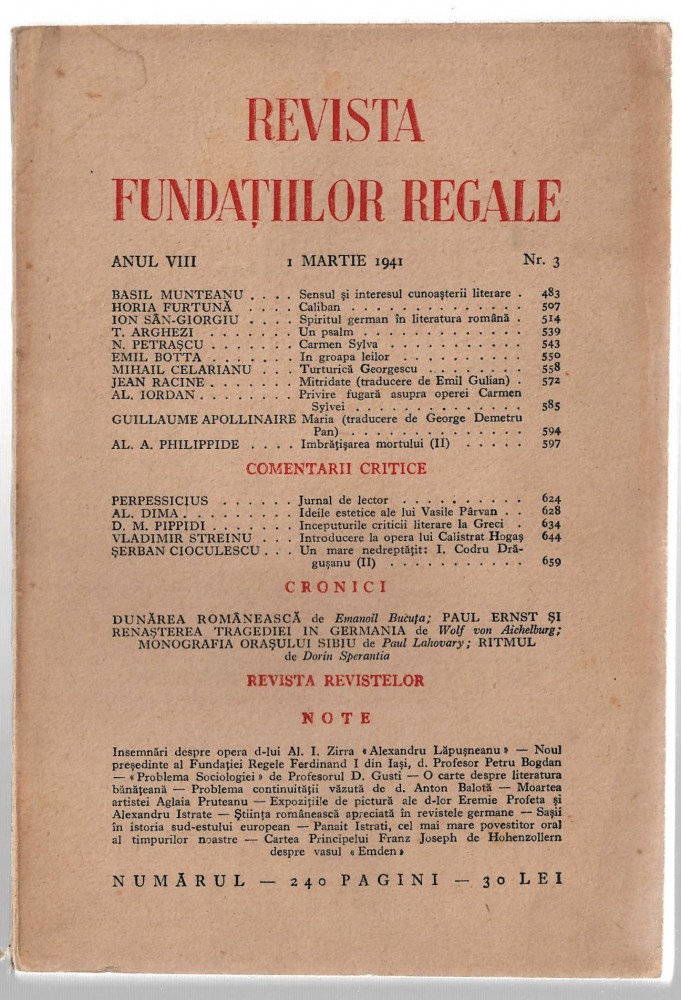 REVISTA
FUNDAȚIILOR REGALE
ANUL VIII 1 MARTIE 1941 Nr. 3
BASIL MUNTEANU . . . . Sensul și interesul cunoașterii literare . 483
HORIA FURTUNĂ . . . . Caliban . . . . . . . . . . . . 507
ION SÂN-GIORGIU . . . . Spiritul german în literatura română . 514
T. ARGHEZI . . . . . . . Un psalm . . . . . . . . . . . 539
N. PETRAȘCU . . . . . . Carmen Sylva . . . . . . . . . . 543
EMIL BOTTA . . . . . . . In groapa leilor . . . . . . . . . 550
MIHAIL CELARIANU . . . Turturică Georgescu . . . . . . . 558
JEAN RACINE . . . . . . . Mitridate (traducere de Emil Gulian) . 572
AL. IORDAN . . . . . . . . Privire fugară asupra operei Carmen
Sylvei . . . . . . . . . . . . 585
GUILLAUME APOLLINAIRE Maria (traducere de George Demetru
Pan) . . . . . . . . . . . . 594
AL. A. PHILIPPIDE . . . . Imbrățișarea mortului (II) . . . . . 597
COMENTARII CRITICE
PERPESSICIUS . . . . . . Jurnal de lector . . . . . . . . . 624
AL. DIMA . . . . . . . . . Ideile estetice ale lui Vasile Pârvan . . 628
D. M. PIPPIDI . . . . . . . Inceputurile criticii literare la Greci . 634
VLADIMIR STREINU . . . Introducere la opera lui Calistrat Hogaș 644
ȘERBAN CIOCULESCU . . . Un mare nedreptățit: I. Codru Dră-
gușanu (II) . . . . . . . . . . 659
CRONICI
DUNĂREA ROMÂNEASCĂ de Emanoil Bucuța; PAUL ERNST ȘI
RENAȘTEREA TRAGEDIEI IN GERMANIA de Wolf von Aichelburg;
MONOGRAFIA ORAȘULUI SIBIU de Paul Lahovary; RITMUL
de Dorin Sperantia
REVISTA REVISTELOR
NOTE
Insemnări despre opera d-lui Al. I. Zirra «Alexandru Lăpușneanu» — Noul
președinte al Fundației Regele Ferdinand I din Iași, d. Profesor Petru Bogdan
— «Problema Sociologiei» de Profesorul D. Gusti — O carte despre literatura
bănățeană — Problema continuității văzută de d. Anton Balotă — Moartea
artistei Aglaia Pruteanu — Expozițiile de pictură ale d-lor Eremie Profeta și
Alexandru Istrate — Știința românească apreciată în revistele germane — Sașii
în istoria sud-estului european — Panait Istrati, cel mai mare povestitor oral
al timpurilor noastre — Cartea Principelui Franz Joseph de Hohenzollern
despre vasul «Emden»
NUMĂRUL — 240 PAGINI — 30 LEI